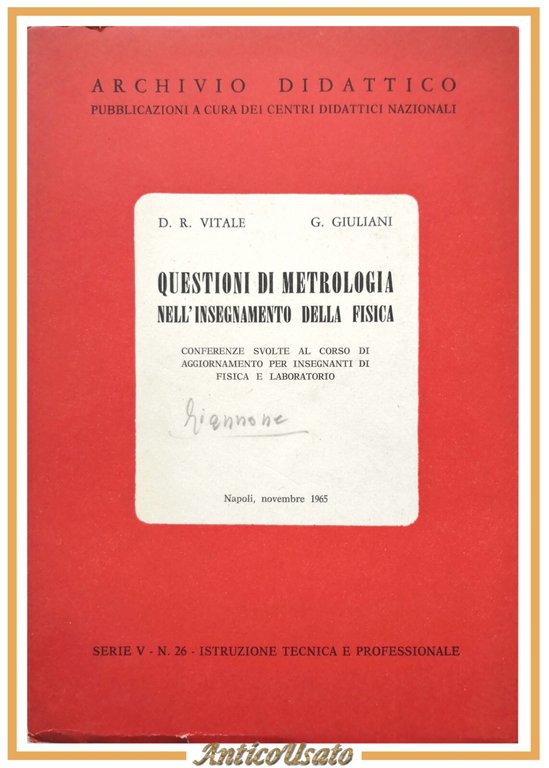 ARCHIVIO DIDATTICO
PUBBLICAZIONI A CURA DEI CENTRI DIDATTICI NAZIONALI
D. R. VITALE G. GIULIANI
QUESTIONI DI METROLOGIA
NELL'INSEGNAMENTO DELLA FISICA
CONFERENZE SVOLTE AL CORSO DI
AGGIORNAMENTO PER INSEGNANTI DI
FISICA E LABORATORIO
Giannone
Napoli, novembre 1965
SERIE V - N. 26 - ISTRUZIONE TECNICA E PROFESSIONALE
AnticoUsato